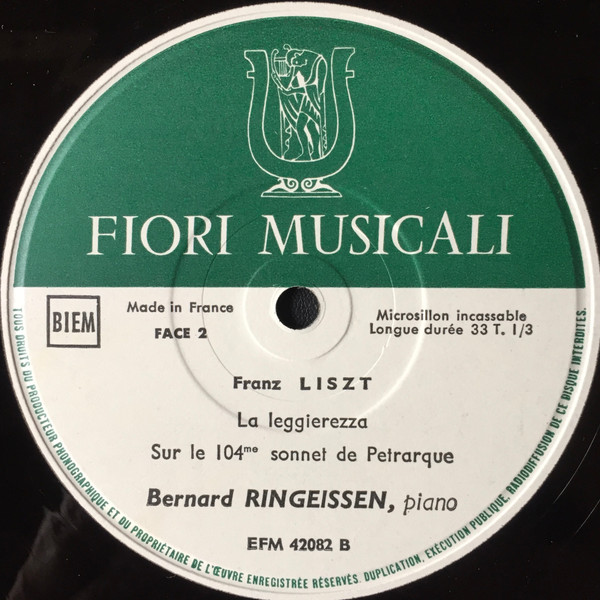 FIORI MUSICALI
BIEM
Made in France
FACE 2
Microsillon incassable
Longue durée 33 T. 1/3
Franz LISZT
La leggierezza
Sur le 104me sonnet de Petrarque
Bernard RINGEISSEN, piano
EFM 42082 B
TOUS DROITS DU PRODUCTEUR PHONOGRAPHIQUE ET DU PROPRIÉTAIRE DE L'ŒUVRE ENREGISTRÉE RÉSERVÉS. DUPLICATION, EXÉCUTION PUBLIQUE, RADIODIFFUSION DE CE DISQUE INTERDITES.